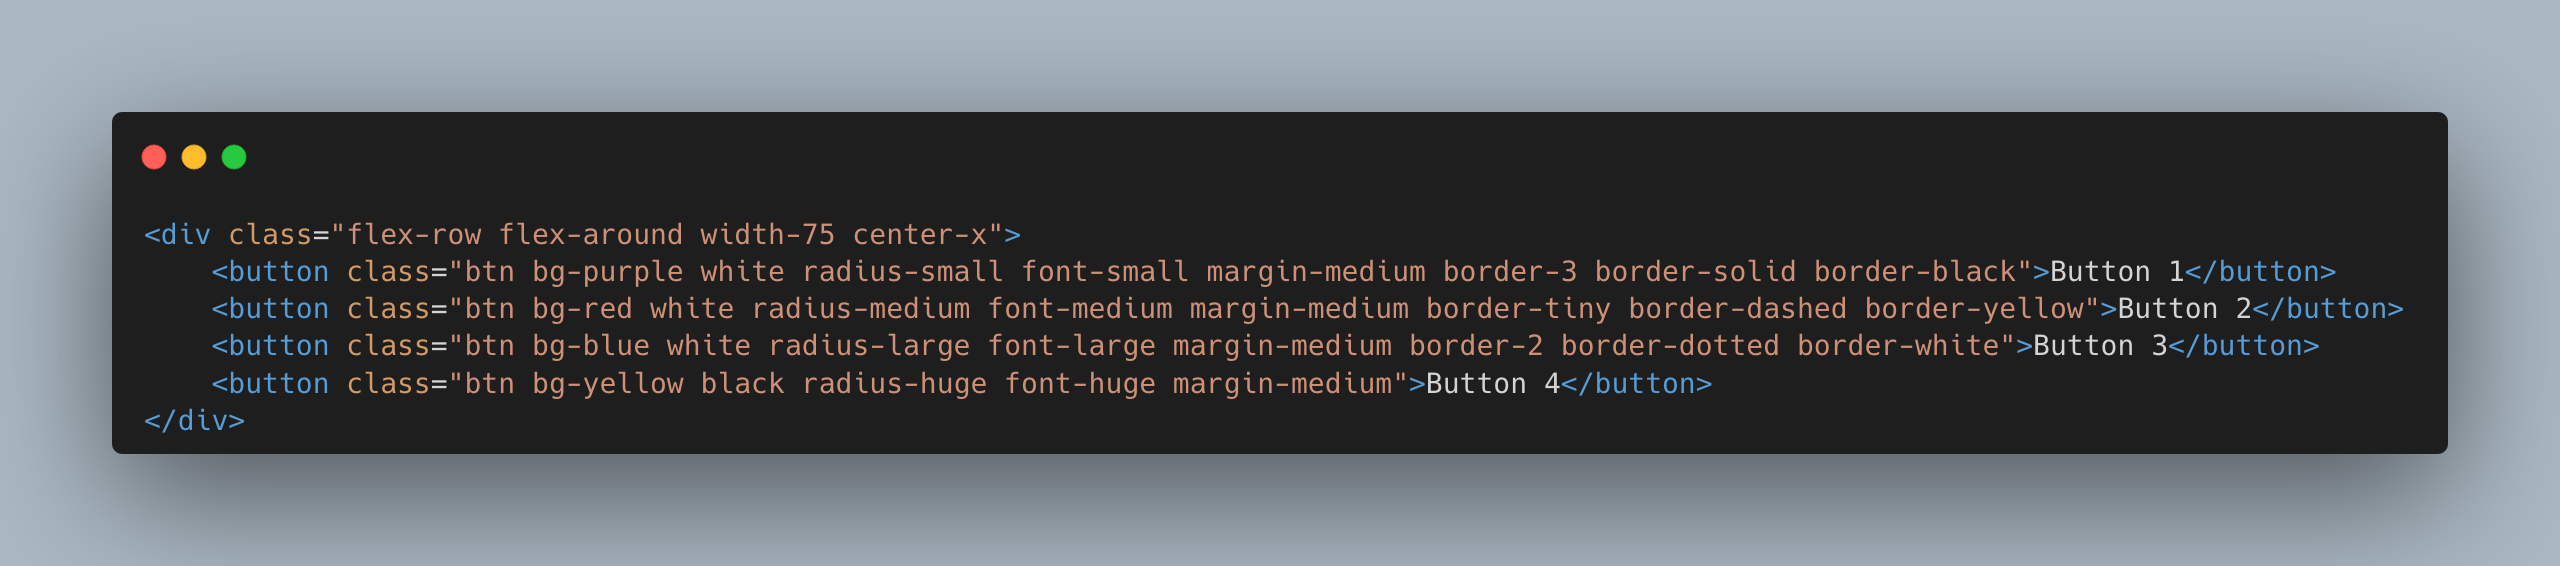 <div class="flex-row flex-around width-75 center-x">
    <button class="btn bg-purple white radius-small font-small margin-medium border-3 border-solid border-black">Button 1</button>
    <button class="btn bg-red white radius-medium font-medium margin-medium border-tiny border-dashed border-yellow">Button 2</button>
    <button class="btn bg-blue white radius-large font-large margin-medium border-2 border-dotted border-white">Button 3</button>
    <button class="btn bg-yellow black radius-huge font-huge margin-medium">Button 4</button>
</div>